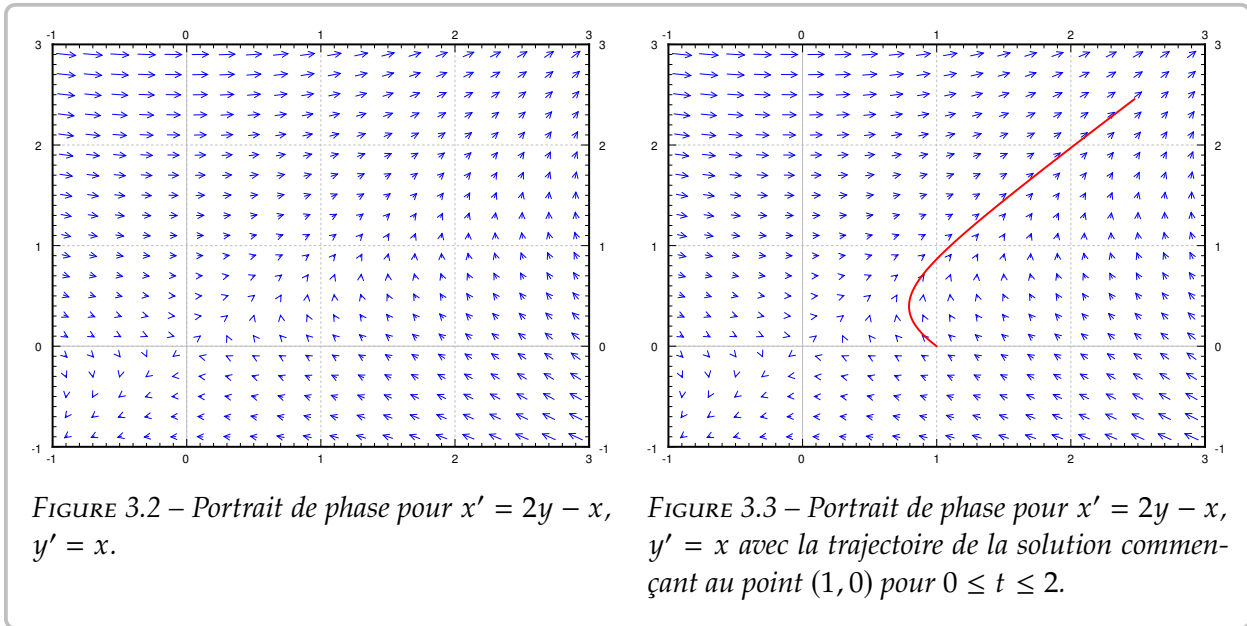 -1 0 1 2 3
3 3
2 2
1 1
0 0
-1 -1
-1 0 1 2 3
-1 0 1 2 3
3 3
2 2
1 1
0 0
-1 -1
-1 0 1 2 3
FIGURE 3.2 – Portrait de phase pour x′ = 2y − x,
y′ = x.
FIGURE 3.3 – Portrait de phase pour x′ = 2y − x,
y′ = x avec la trajectoire de la solution commen-
çant au point (1, 0) pour 0 ≤ t ≤ 2.